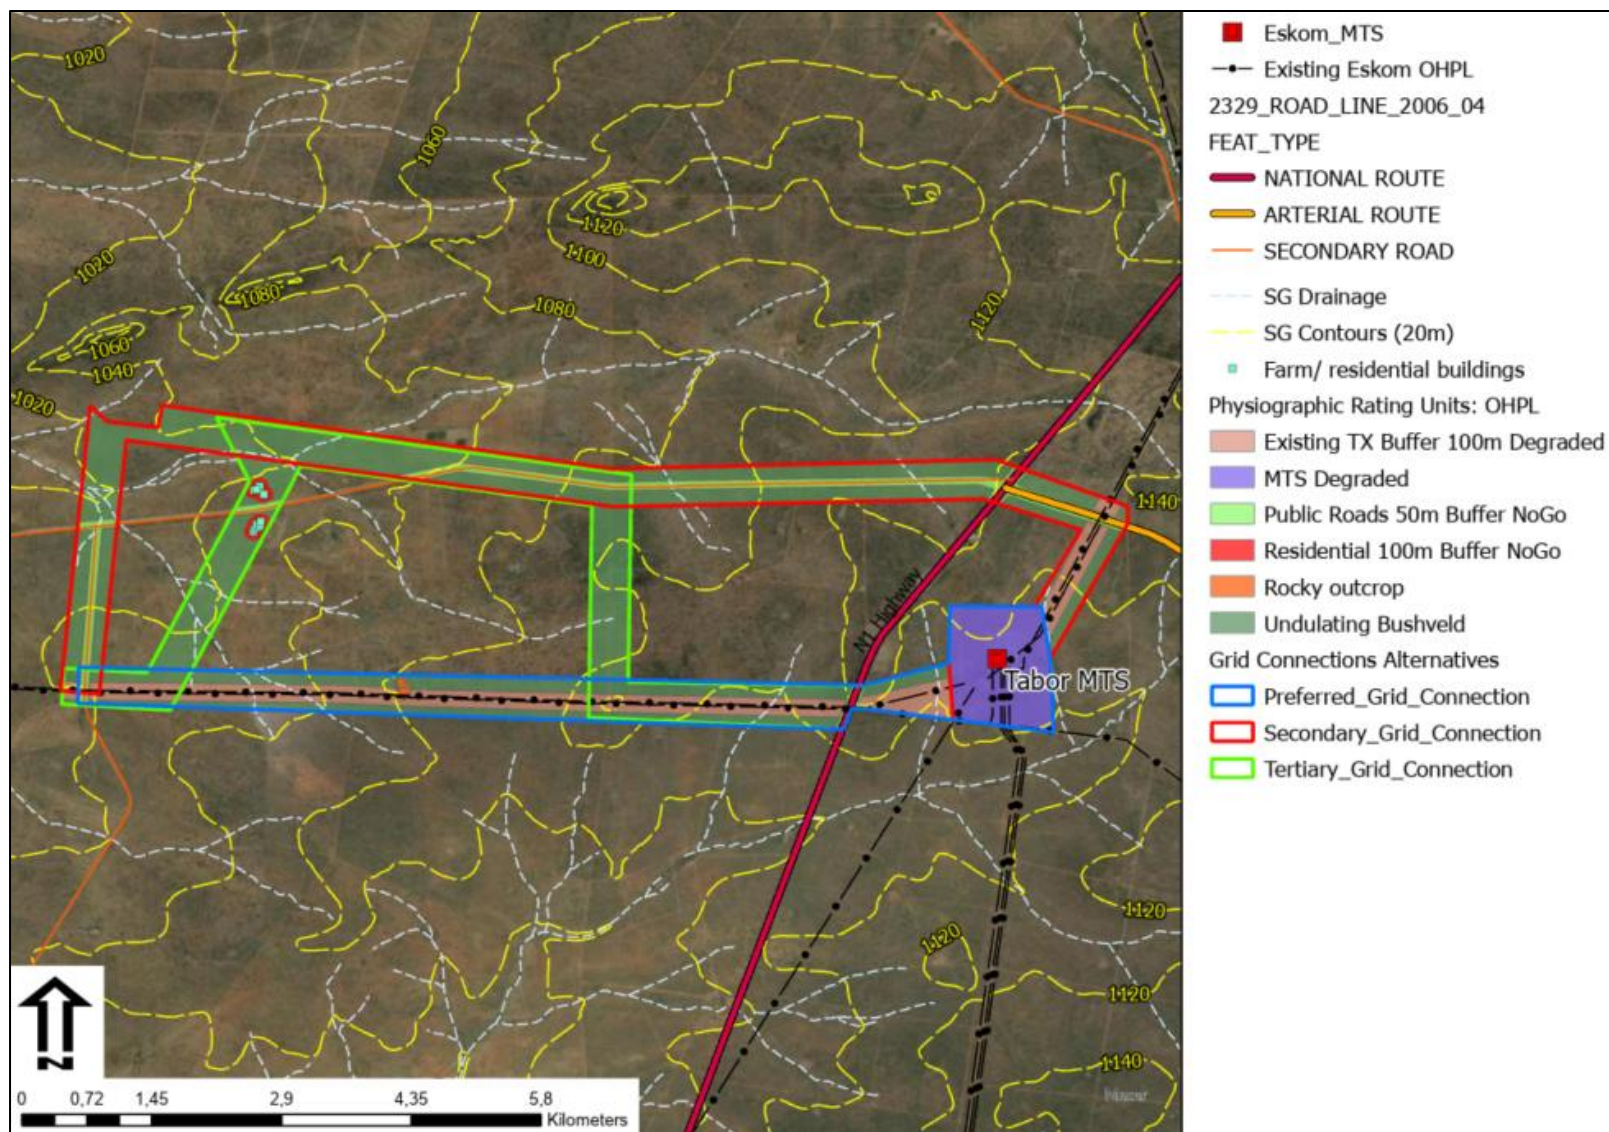 1020
1060
1120
1100
1020
1080
1080
1120
1060
1040
1020
1140
N1 Highway
Tabor MTS
1120
1120
1120
1140
N
0 0,72 1,45 2,9 4,35 5,8
Kilometers
Eskom_MTS
Existing Eskom OHPL
2329_ROAD_LINE_2006_04
FEAT_TYPE
NATIONAL ROUTE
ARTERIAL ROUTE
SECONDARY ROAD
SG Drainage
SG Contours (20m)
Farm/ residential buildings
Physiographic Rating Units: OHPL
Existing TX Buffer 100m Degraded
MTS Degraded
Public Roads 50m Buffer NoGo
Residential 100m Buffer NoGo
Rocky outcrop
Undulating Bushveld
Grid Connections Alternatives
Preferred_Grid_Connection
Secondary_Grid_Connection
Tertiary_Grid_Connection